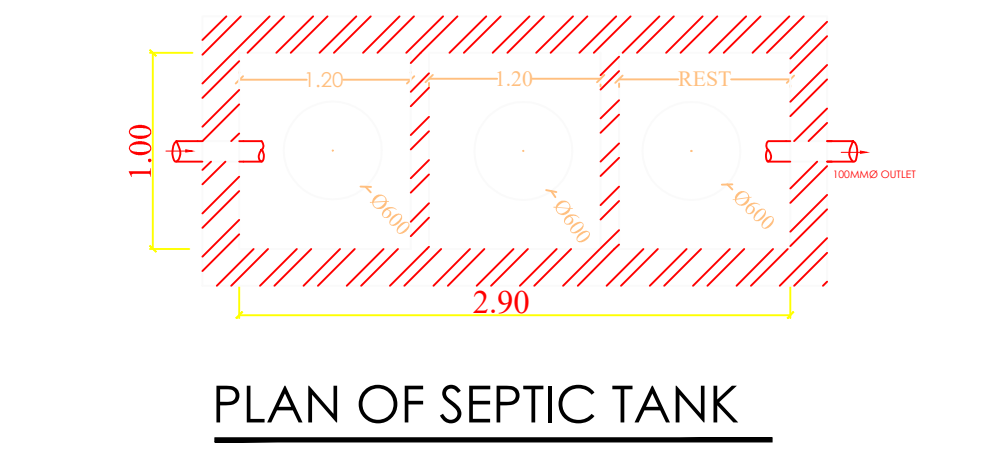 1.20
1.20
REST
1.00
100MMØ OUTLET
Ø600
Ø600
Ø600
2.90
PLAN OF SEPTIC TANK